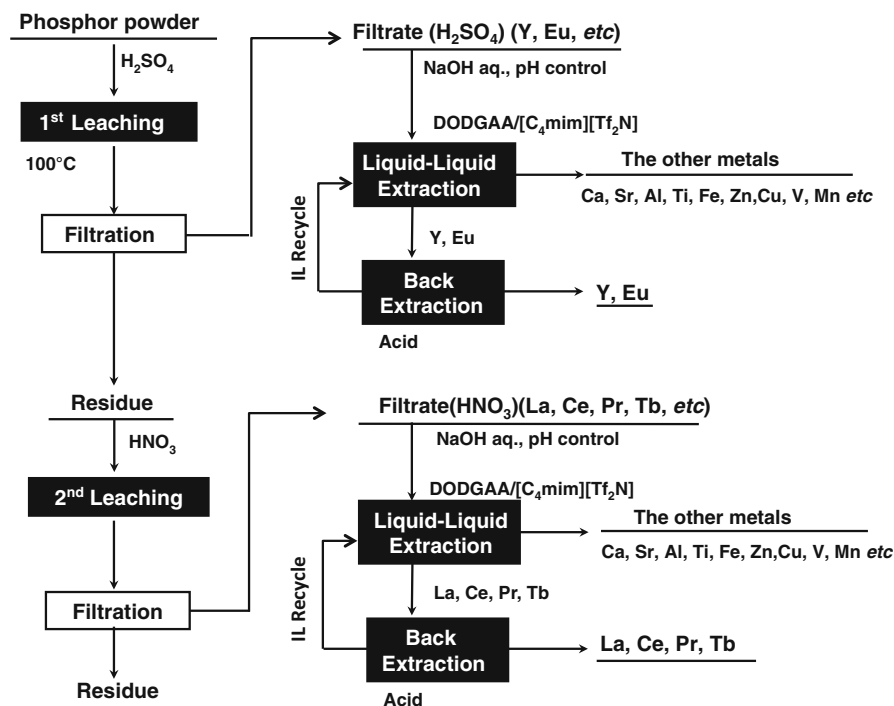 Phosphor powder
H₂SO₄
1st Leaching
100°C
Filtration
Filtrate (H₂SO₄) (Y, Eu, etc)
NaOH aq., pH control
DODGAA/[C₄mim][Tf₂N]
Liquid-Liquid
Extraction
The other metals
Ca, Sr, Al, Ti, Fe, Zn,Cu, V, Mn etc
IL Recycle
Y, Eu
Back
Extraction
Y, Eu
Acid
Residue
HNO₃
2nd Leaching
Filtration
Residue
Filtrate(HNO₃)(La, Ce, Pr, Tb, etc)
NaOH aq., pH control
DODGAA/[C₄mim][Tf₂N]
Liquid-Liquid
Extraction
The other metals
Ca, Sr, Al, Ti, Fe, Zn,Cu, V, Mn etc
IL Recycle
La, Ce, Pr, Tb
Back
Extraction
La, Ce, Pr, Tb
Acid